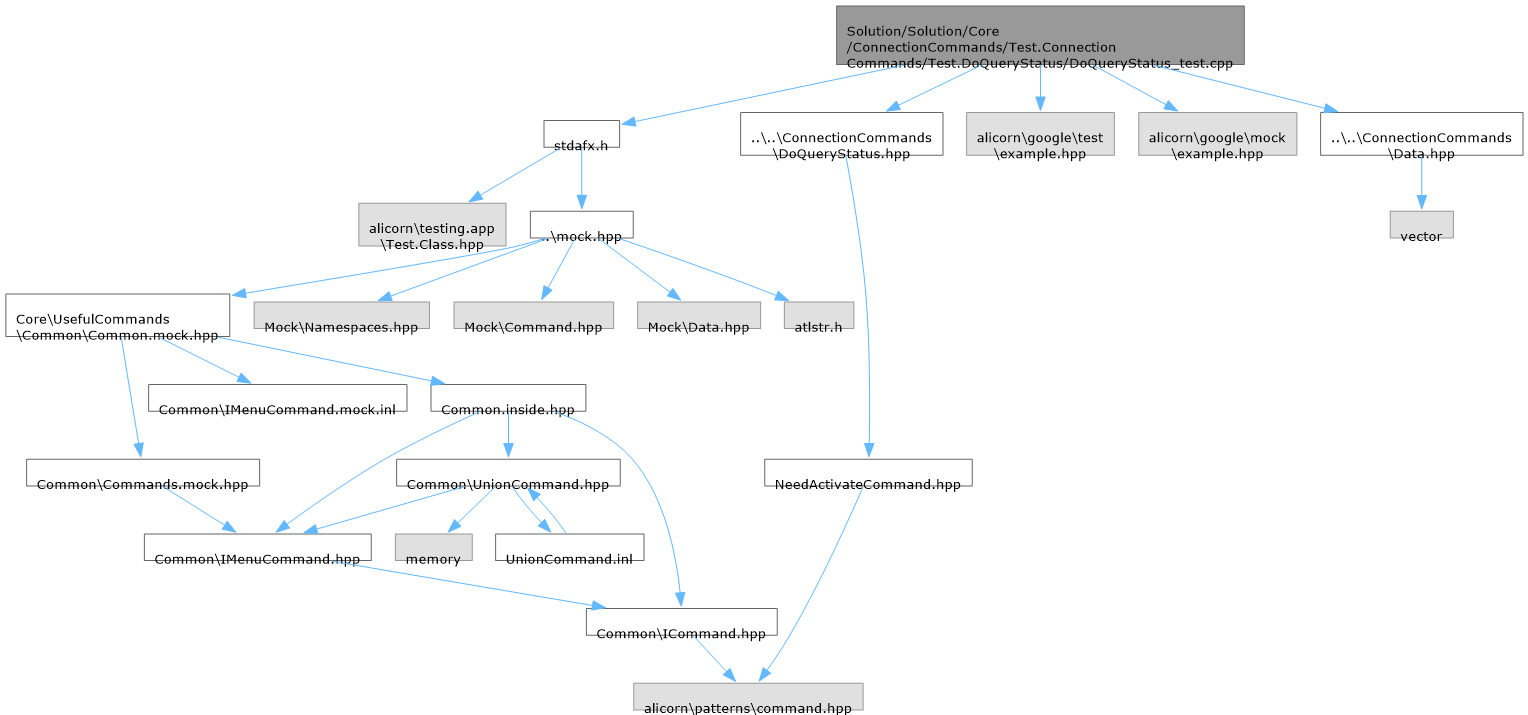 Solution/Solution/Core
/ConnectionCommands/Test.Connection
Commands/Test.DoQueryStatus/DoQueryStatus_test.cpp
stdafx.h
..\..\ConnectionCommands
\DoQueryStatus.hpp
alicorn\google\test
\example.hpp
alicorn\google\mock
\example.hpp
..\..\ConnectionCommands
\Data.hpp
alicorn\testing.app
\Test.Class.hpp
..\mock.hpp
vector
Core\UsefulCommands
\Common\Common.mock.hpp
Mock\Namespaces.hpp
Mock\Command.hpp
Mock\Data.hpp
atlstr.h
Common\IMenuCommand.mock.inl
Common.inside.hpp
Common\Commands.mock.hpp
Common\UnionCommand.hpp
NeedActivateCommand.hpp
Common\IMenuCommand.hpp
memory
UnionCommand.inl
Common\ICommand.hpp
alicorn\patterns\command.hpp